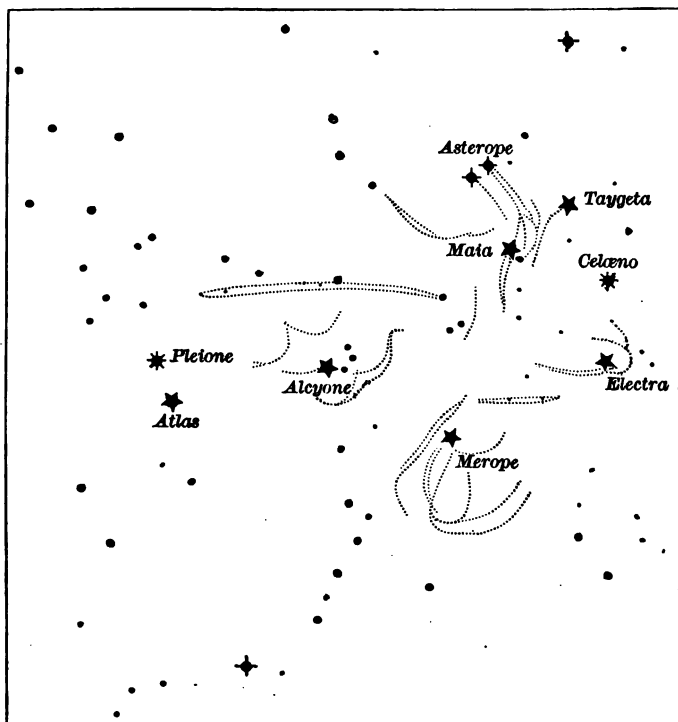 Asterope
Taygeta
Maia
Celæno
Pleione
Alcyone
Electra
Atlas
Merope